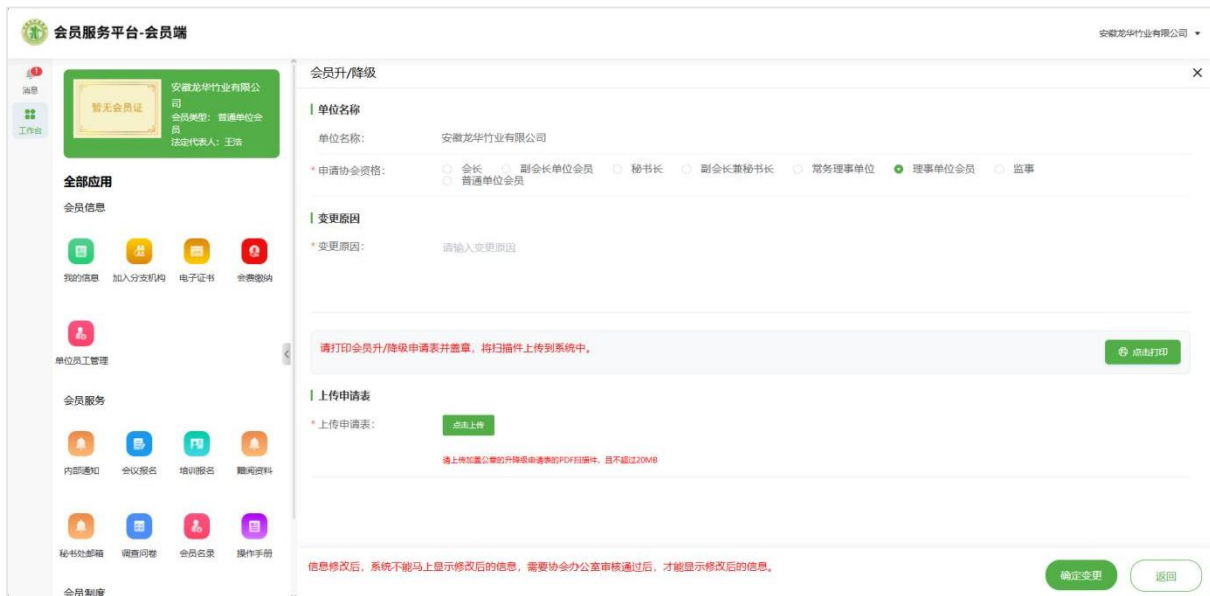 会员服务平台-会员端
安徽龙华竹业有限公司
1
消息
工作台
暂无会员证
安徽龙华竹业有限公
司
会员类型：普通单位会
员
法定代表人：王浩
全部应用
会员信息
我的信息 加入分支机构 电子证书 会费缴纳
单位员工管理
会员服务
内部通知 会议报名 培训报名 赠阅资料
秘书处邮箱 调查问卷 会员名录 操作手册
会员制度
会员升/降级
单位名称
单位名称： 安徽龙华竹业有限公司
* 申请协会资格： 会长 副会长单位会员 秘书长 副会长兼秘书长 常务理事单位 理事单位会员 监事
普通单位会员
变更原因
* 变更原因： 请输入变更原因
请打印会员升/降级申请表并盖章，将扫描件上传到系统中。
点击打印
上传申请表
* 上传申请表： 点击上传
请上传加盖公章的升降级申请表的PDF扫描件，且不超过20MB
信息修改后，系统不能马上显示修改后的信息，需要协会办公室审核通过后，才能显示修改后的信息。
确定变更 返回